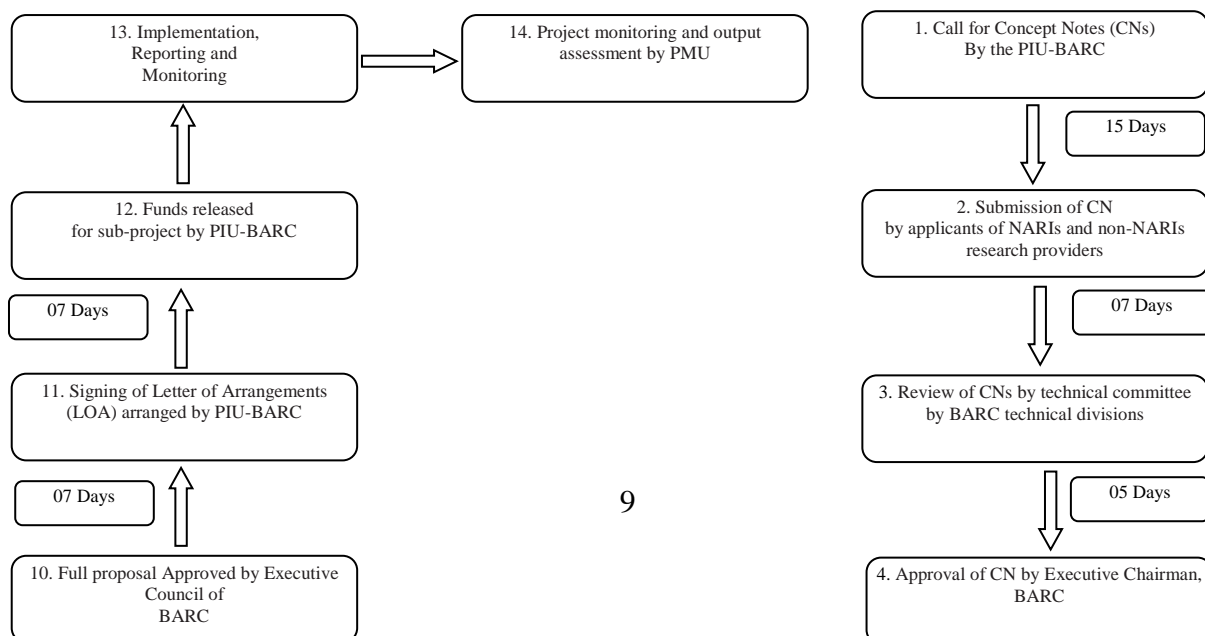 13. Implementation,
Reporting and
Monitoring
14. Project monitoring and output
assessment by PMU
1. Call for Concept Notes (CNs)
By the PIU-BARC
15 Days
12. Funds released
for sub-project by PIU-BARC
2. Submission of CN
by applicants of NARIs and non-NARIs
research providers
07 Days
07 Days
11. Signing of Letter of Arrangements
(LOA) arranged by PIU-BARC
3. Review of CNs by technical committee
by BARC technical divisions
07 Days
9
05 Days
10. Full proposal Approved by Executive
Council of
BARC
4. Approval of CN by Executive Chairman,
BARC